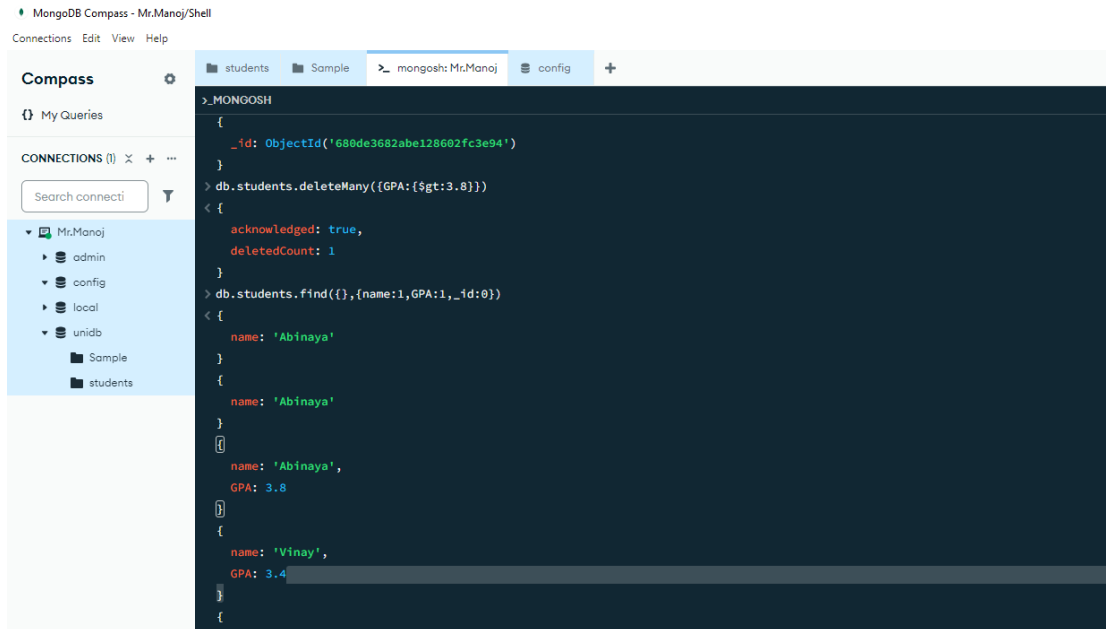 MongoDB Compass - Mr.Manoj/Shell
Connections Edit View Help
Compass
{} My Queries
CONNECTIONS (1)
Search connecti
Mr.Manoj
admin
config
local
unidb
Sample
students
students Sample >_ mongosh: Mr.Manoj config +
>_MONGOSH
{
_id: ObjectId('680de3682abe128602fc3e94')
}
> db.students.deleteMany({GPA:{$gt:3.8}})
< {
acknowledged: true,
deletedCount: 1
}
> db.students.find({},{name:1,GPA:1,_id:0})
< {
name: 'Abinaya'
}
{
name: 'Abinaya'
}
{
name: 'Abinaya',
GPA: 3.8
}
{
name: 'Vinay',
GPA: 3.4
}
{